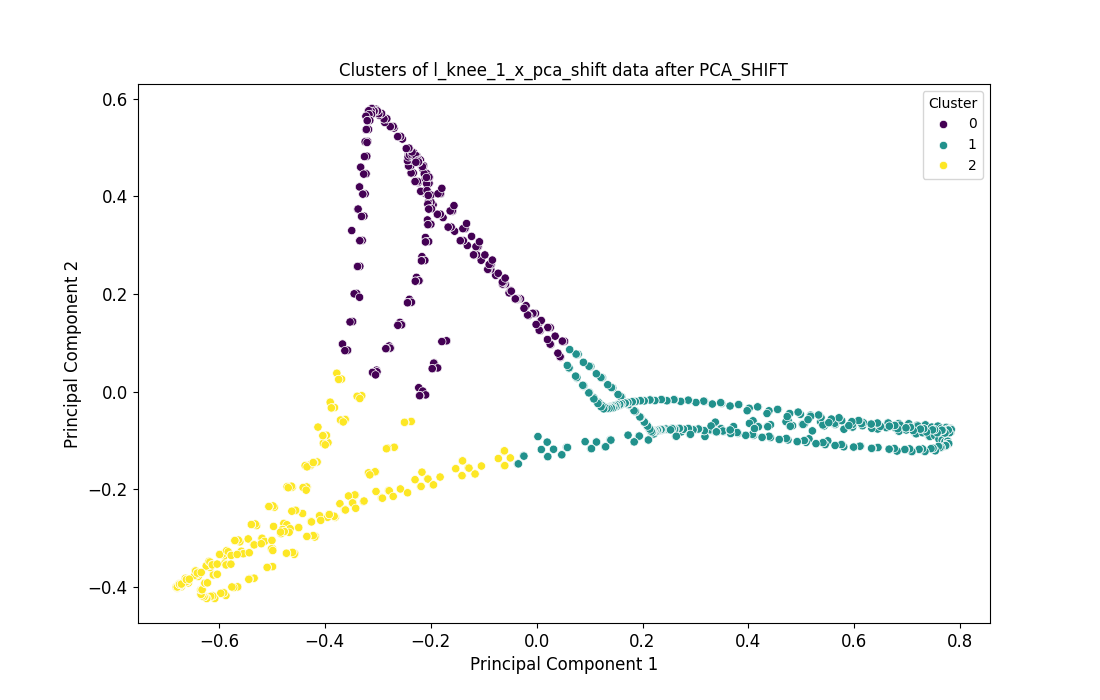 Clusters of l_knee_1_x_pca_shift data after PCA_SHIFT
Cluster
0
1
2
Principal Component 2
0.6
0.4
0.2
0.0
−0.2
−0.4
−0.6 −0.4 −0.2 0.0 0.2 0.4 0.6 0.8
Principal Component 1